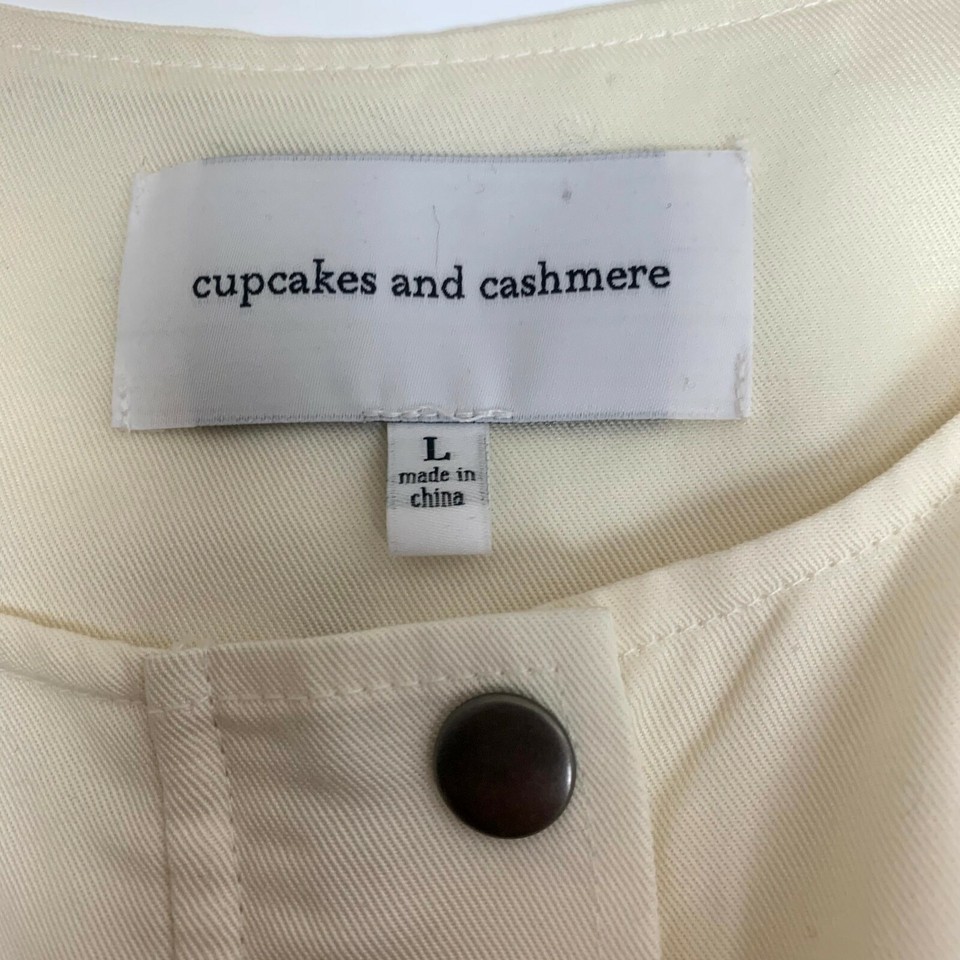 cupcakes and cashmere
L
made in
china